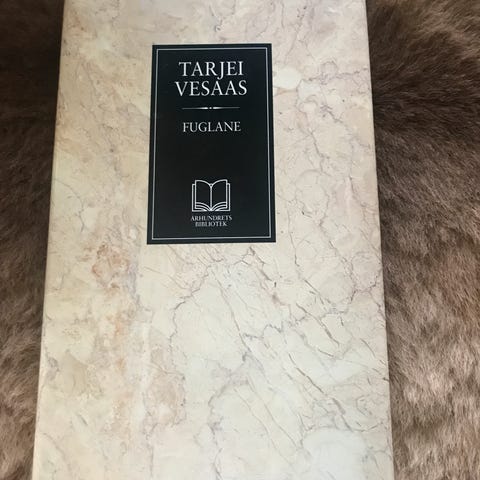 TARJEI
VESAAS
FUGLANE
ÅRHUNDRETS
BIBLIOTEK